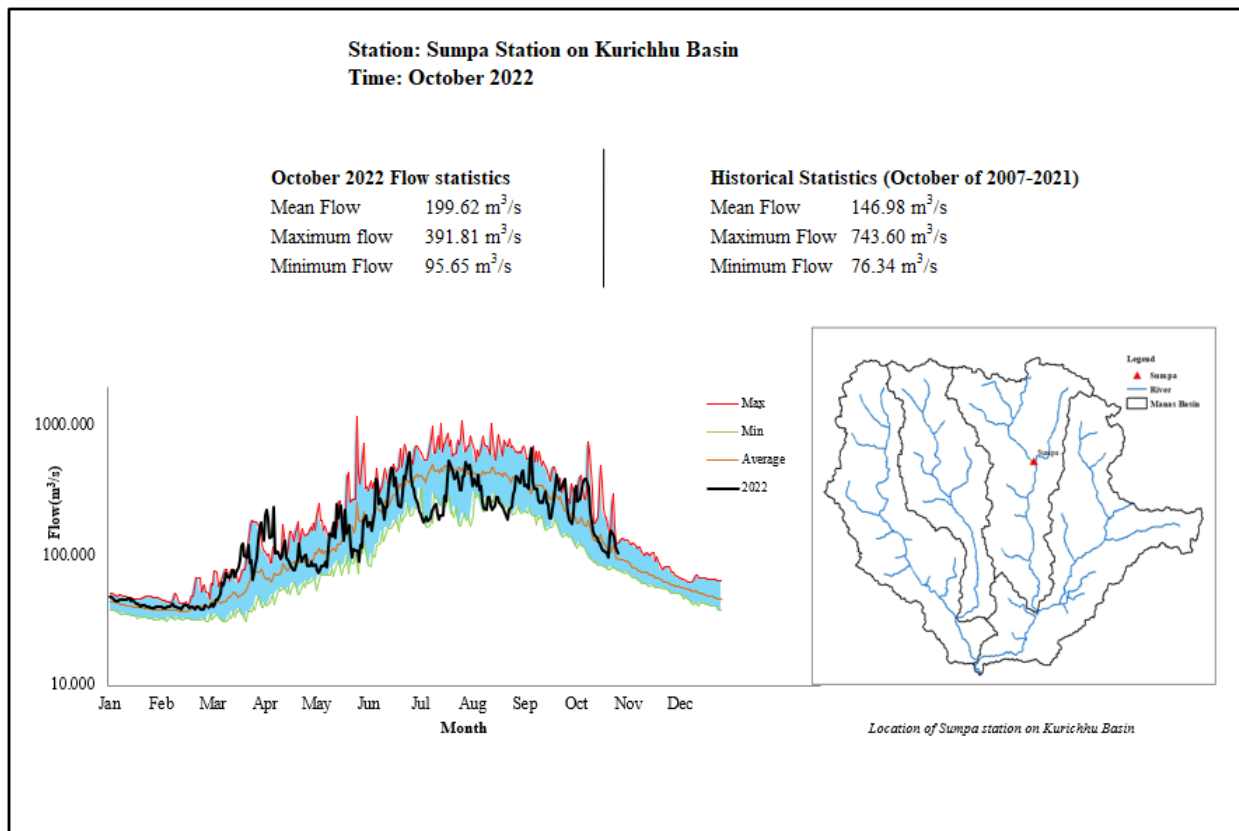 Station: Sumpa Station on Kurichhu Basin
Time: October 2022
October 2022 Flow statistics
Mean Flow 199.62 m³/s
Maximum flow 391.81 m³/s
Minimum Flow 95.65 m³/s
Historical Statistics (October of 2007-2021)
Mean Flow 146.98 m³/s
Maximum Flow 743.60 m³/s
Minimum Flow 76.34 m³/s
Flow(m³/s)
1000.000
100.000
10.000
Jan Feb Mar Apr May Jun Jul Aug Sep Oct Nov Dec
Month
Max
Min
Average
2022
Legend
Sumpa
River
Manas Basin
Sumpa
Location of Sumpa station on Kurichhu Basin